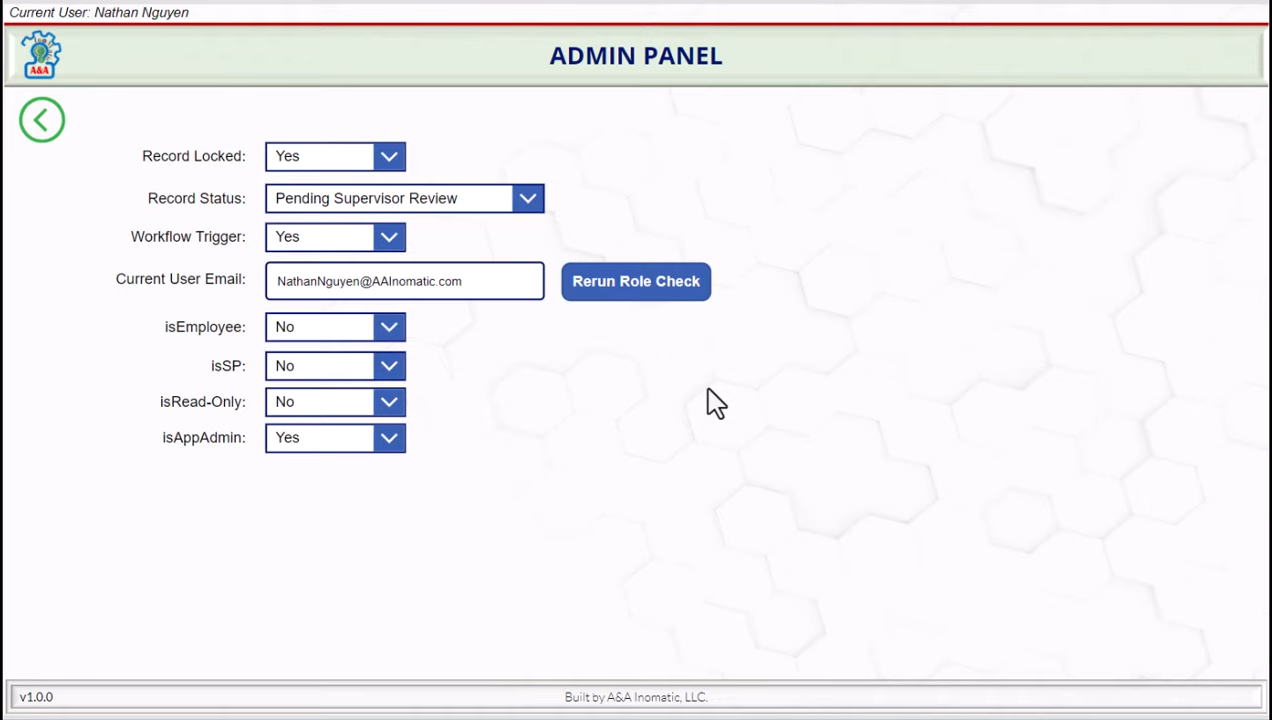 Current User: Nathan Nguyen
A&A
ADMIN PANEL
Record Locked: Yes
Record Status: Pending Supervisor Review
Workflow Trigger: Yes
Current User Email: NathanNguyen@AAInomatic.com Rerun Role Check
isEmployee: No
isSP: No
isRead-Only: No
isAppAdmin: Yes
v1.0.0 Built by A&A Inomatic, LLC.